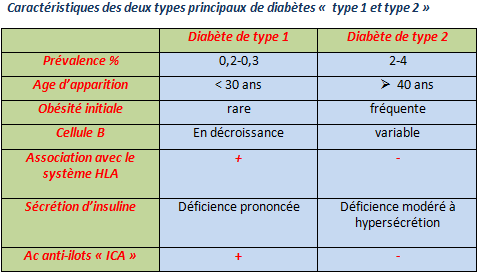 Caractéristiques des deux types principaux de diabètes « type 1 et type 2 »
Diabète de type 1 Diabète de type 2
Prévalence % 0,2-0,3 2-4
Age d’apparition < 30 ans ➢ 40 ans
Obésité initiale rare fréquente
Cellule B En décroissance variable
Association avec le + -
système HLA
Sécrétion d’insuline Déficience prononcée Déficience modéré à
hypersécrétion
Ac anti-ilots « ICA » + -